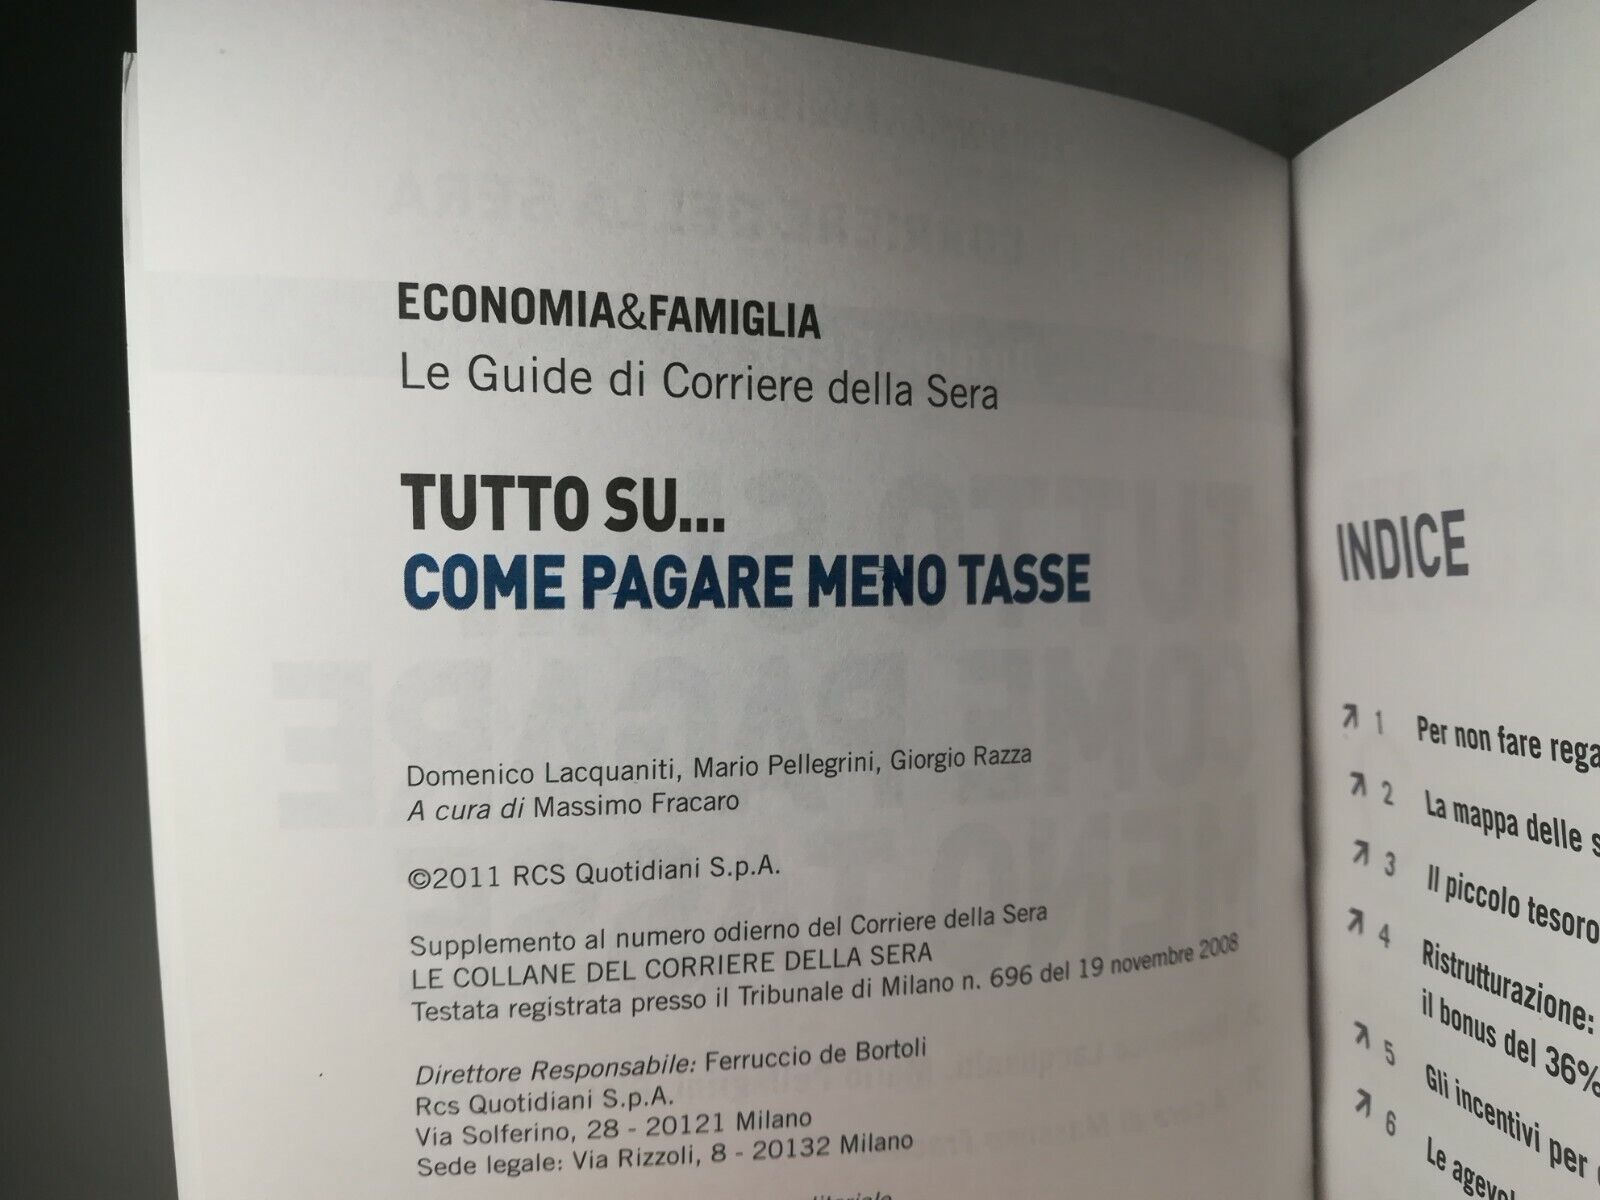 ECONOMIA&FAMIGLIA
Le Guide di Corriere della Sera
TUTTO SU...
COME PAGARE MENO TASSE
Domenico Lacquaniti, Mario Pellegrini, Giorgio Razza
A cura di Massimo Fracaro
©2011 RCS Quotidiani S.p.A.
Supplemento al numero odierno del Corriere della Sera
LE COLLANE DEL CORRIERE DELLA SERA
Testata registrata presso il Tribunale di Milano n. 696 del 19 novembre 2008
Direttore Responsabile: Ferruccio de Bortoli
Rcs Quotidiani S.p.A.
Via Solferino, 28 - 20121 Milano
Sede legale: Via Rizzoli, 8 - 20132 Milano
INDICE
1 Per non fare
2 La mappa delle
3 Il piccolo tesoro
4 Ristrutturazione:
il bonus del 36%
5 Gli incentivi per
6 Le